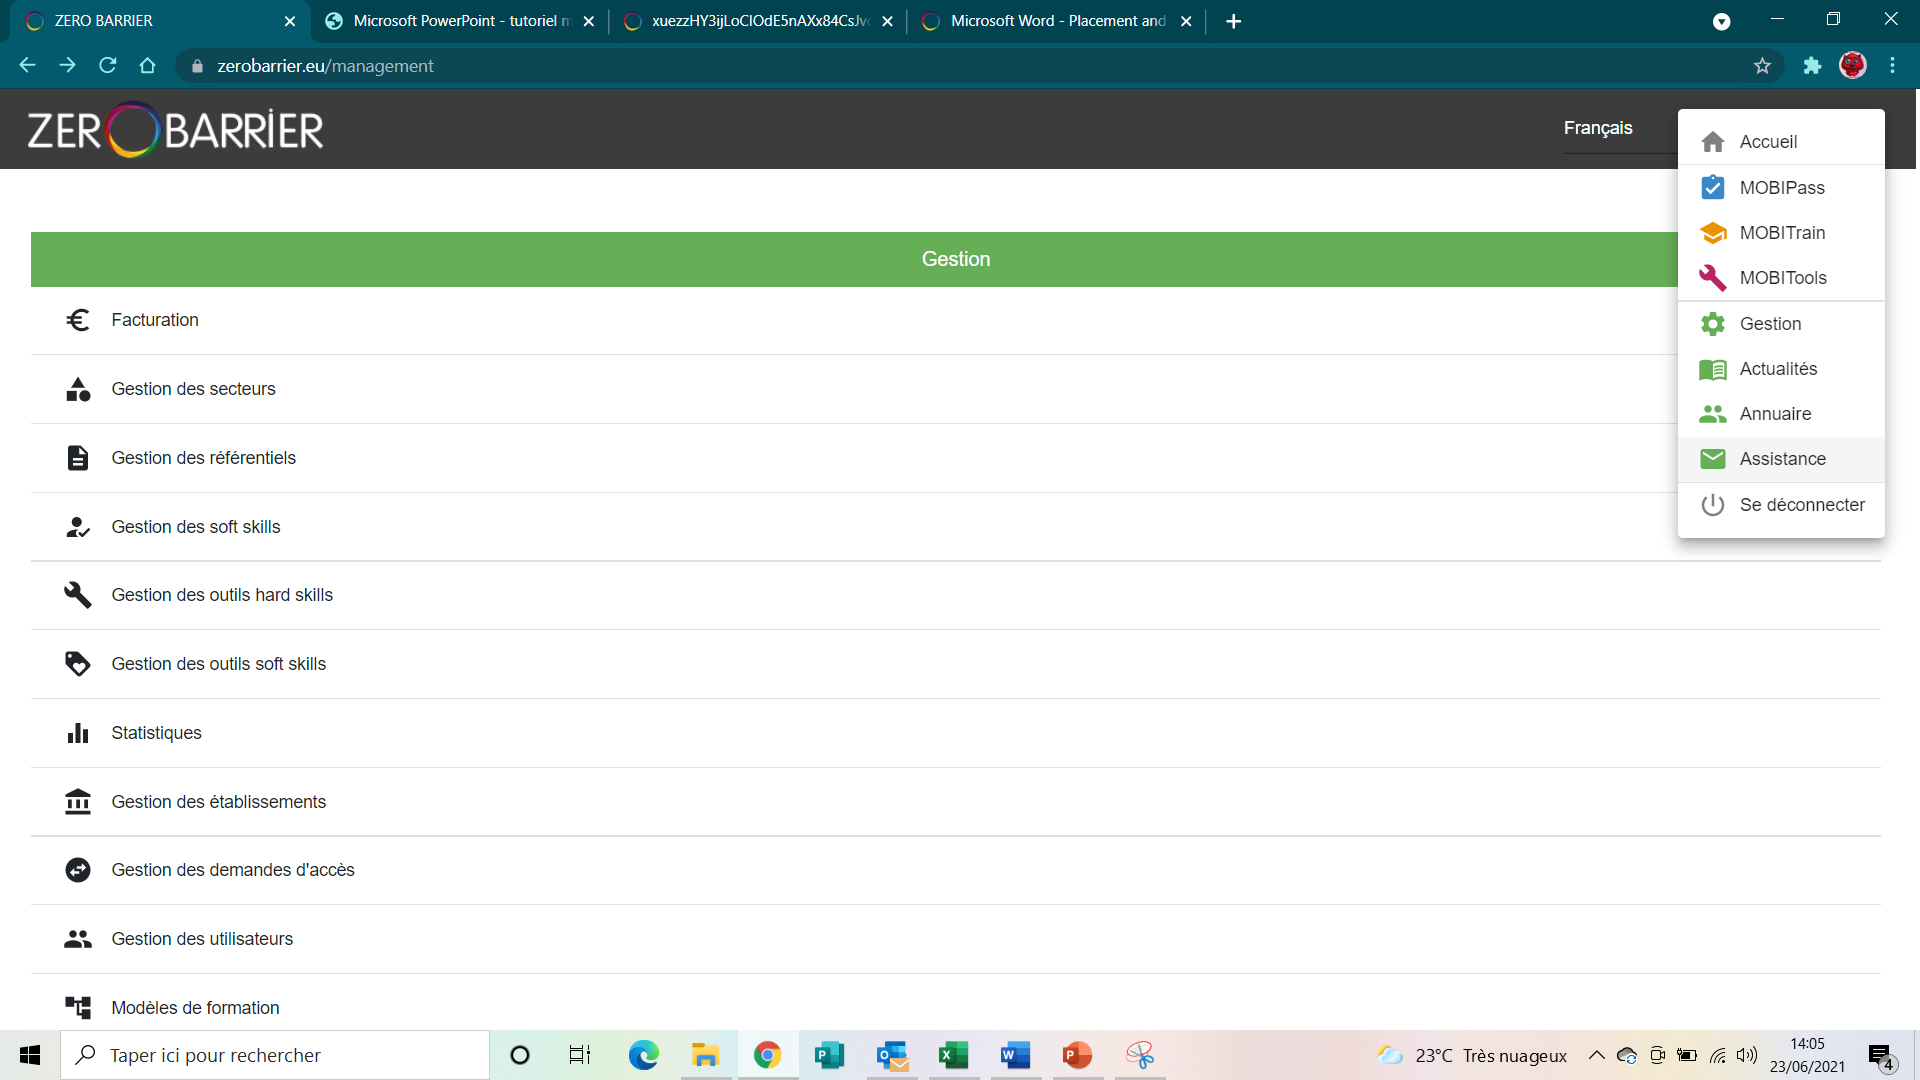 ZERO BARRIER
Microsoft PowerPoint - tutoriel m
Microsoft Word - Placement and
zerobarrier.eu/management
ZEROBARRiER
Français
Accueil
MOBIPass
MOBITrain
MOBITools
Gestion
Actualités
Annuaire
Assistance
Se déconnecter
Gestion
Facturation
Gestion des secteurs
Gestion des référentiels
Gestion des soft skills
Gestion des outils hard skills
Gestion des outils soft skills
Statistiques
Gestion des établissements
Gestion des demandes d'accès
Gestion des utilisateurs
Modèles de formation
Taper ici pour rechercher
23°C Très nuageux
14:05
23/06/2021
4